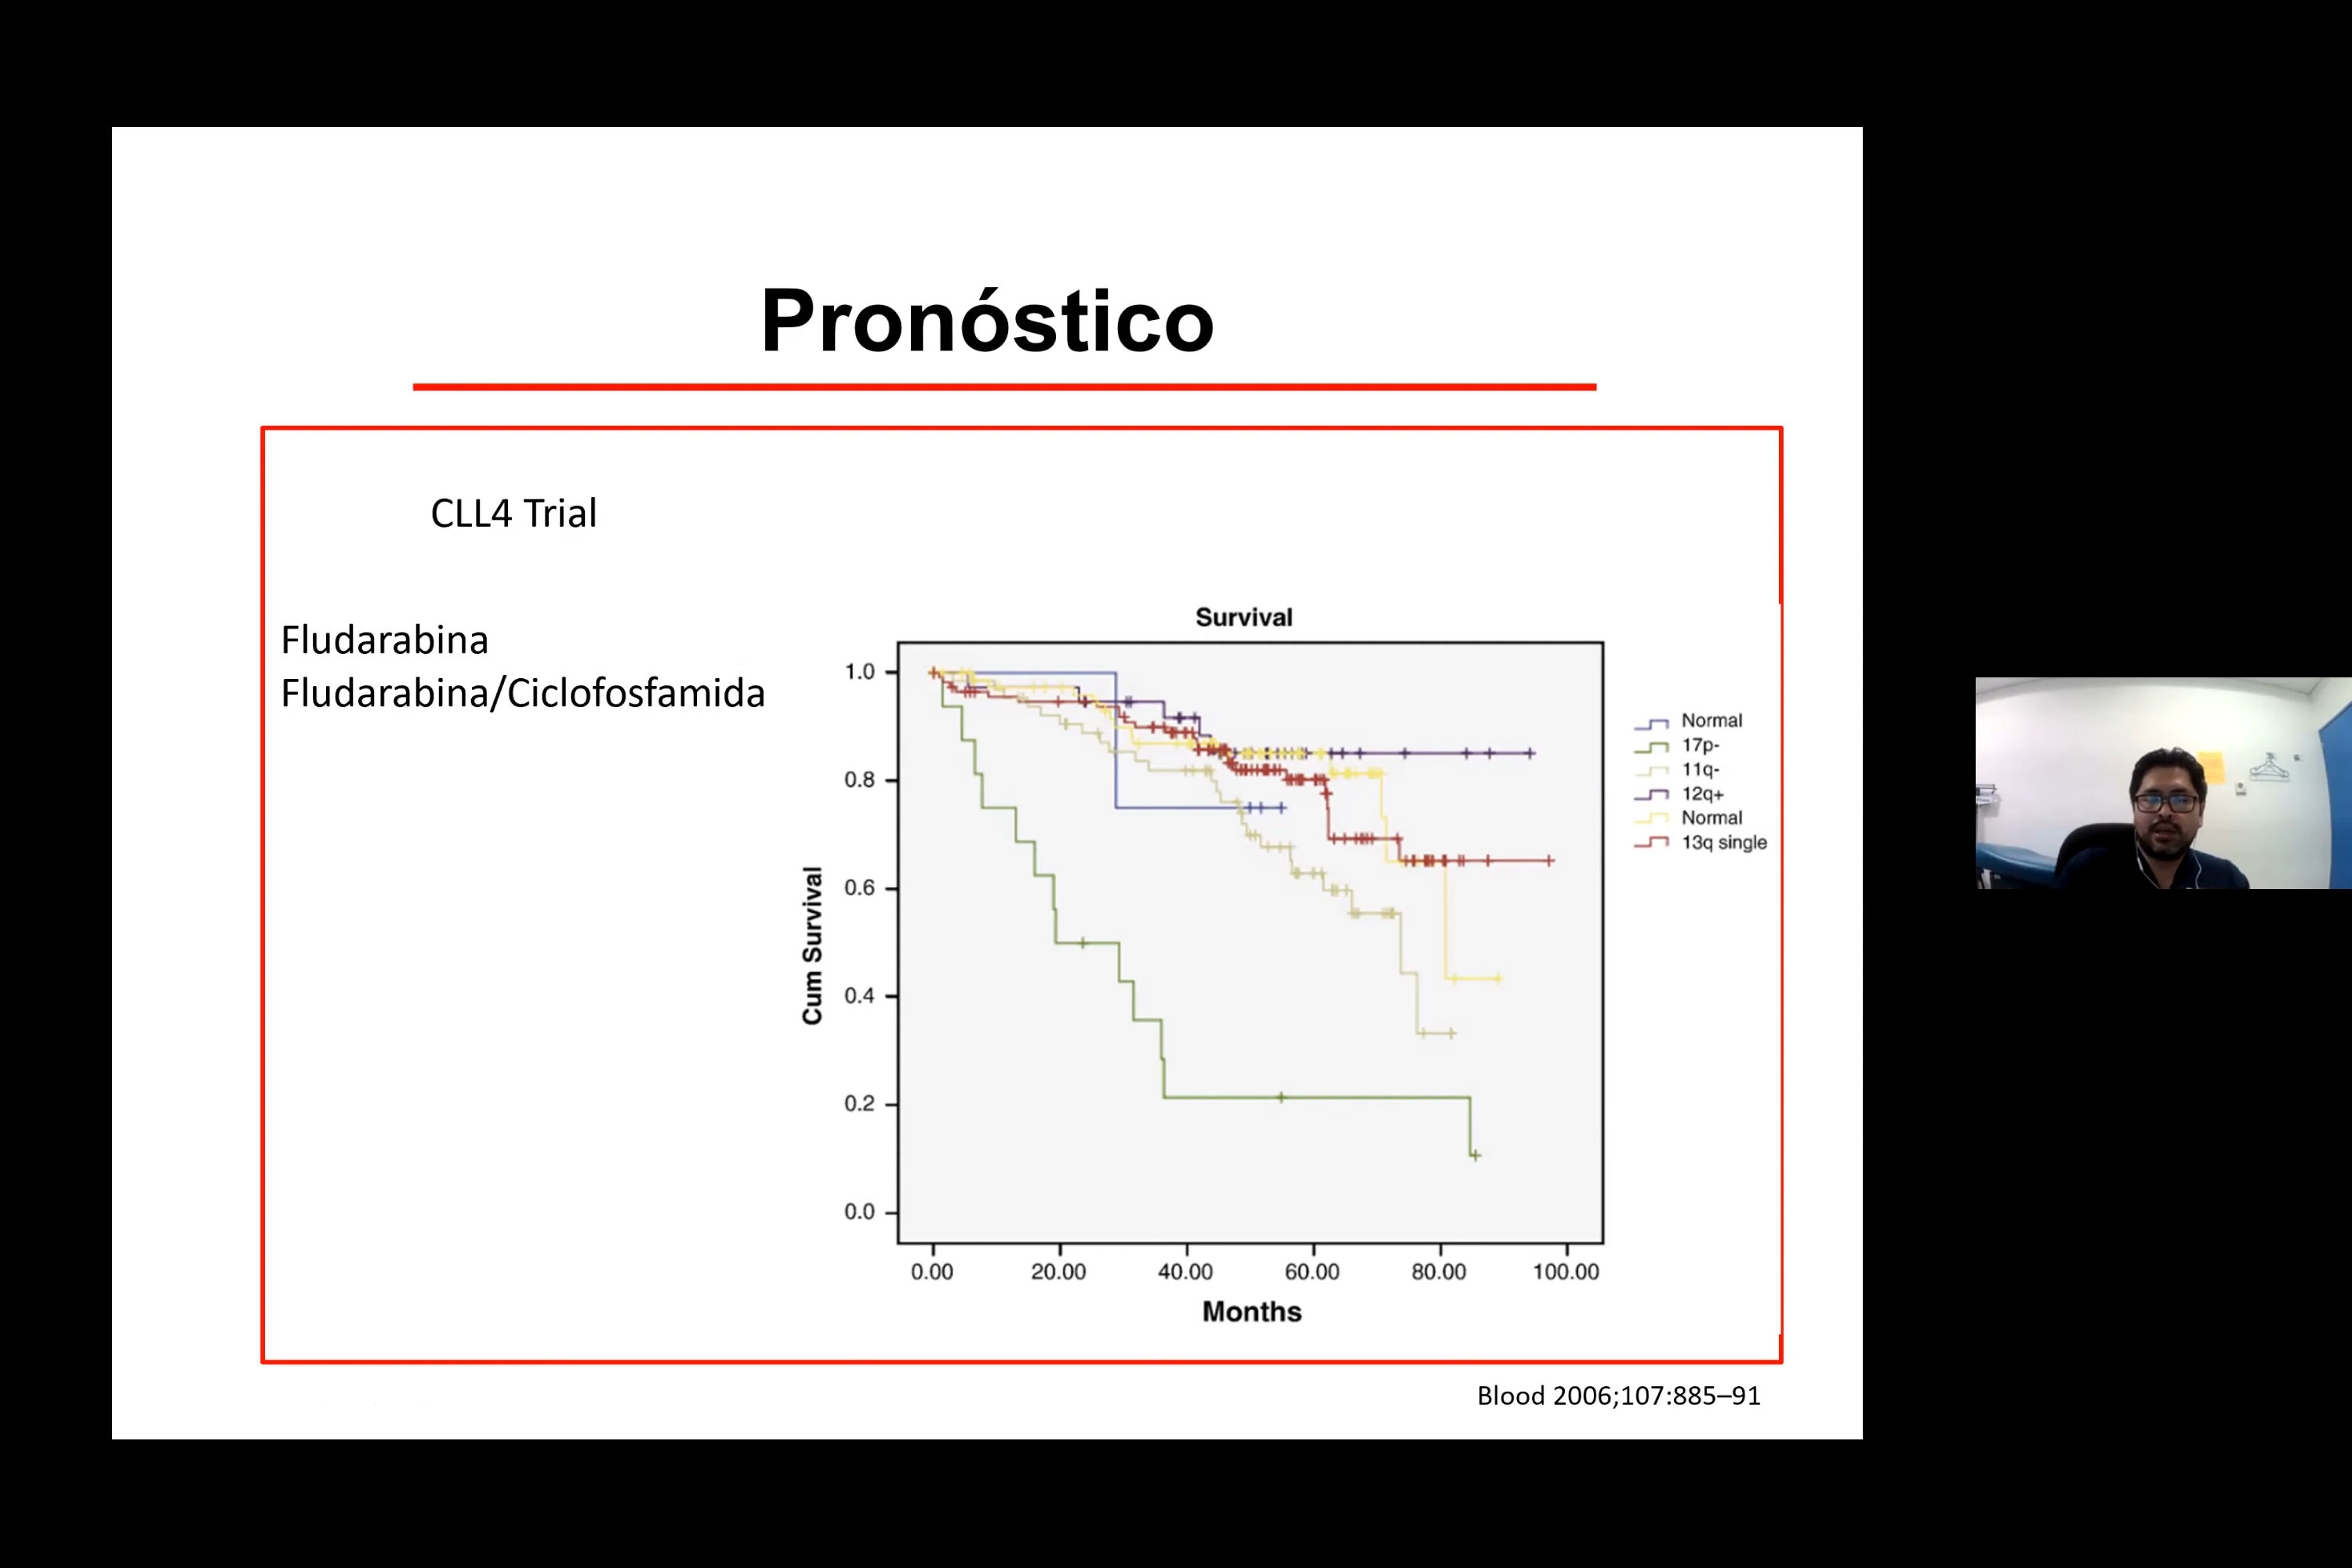 Pronóstico
CLL4 Trial
Fludarabina
Fludarabina/Ciclofosfamida
Survival
1.0
0.8
0.6
0.4
0.2
0.0
Cum Survival
0.00 20.00 40.00 60.00 80.00 100.00
Months
Normal
17p-
11q-
12q+
Normal
13q single
Blood 2006;107:885–91